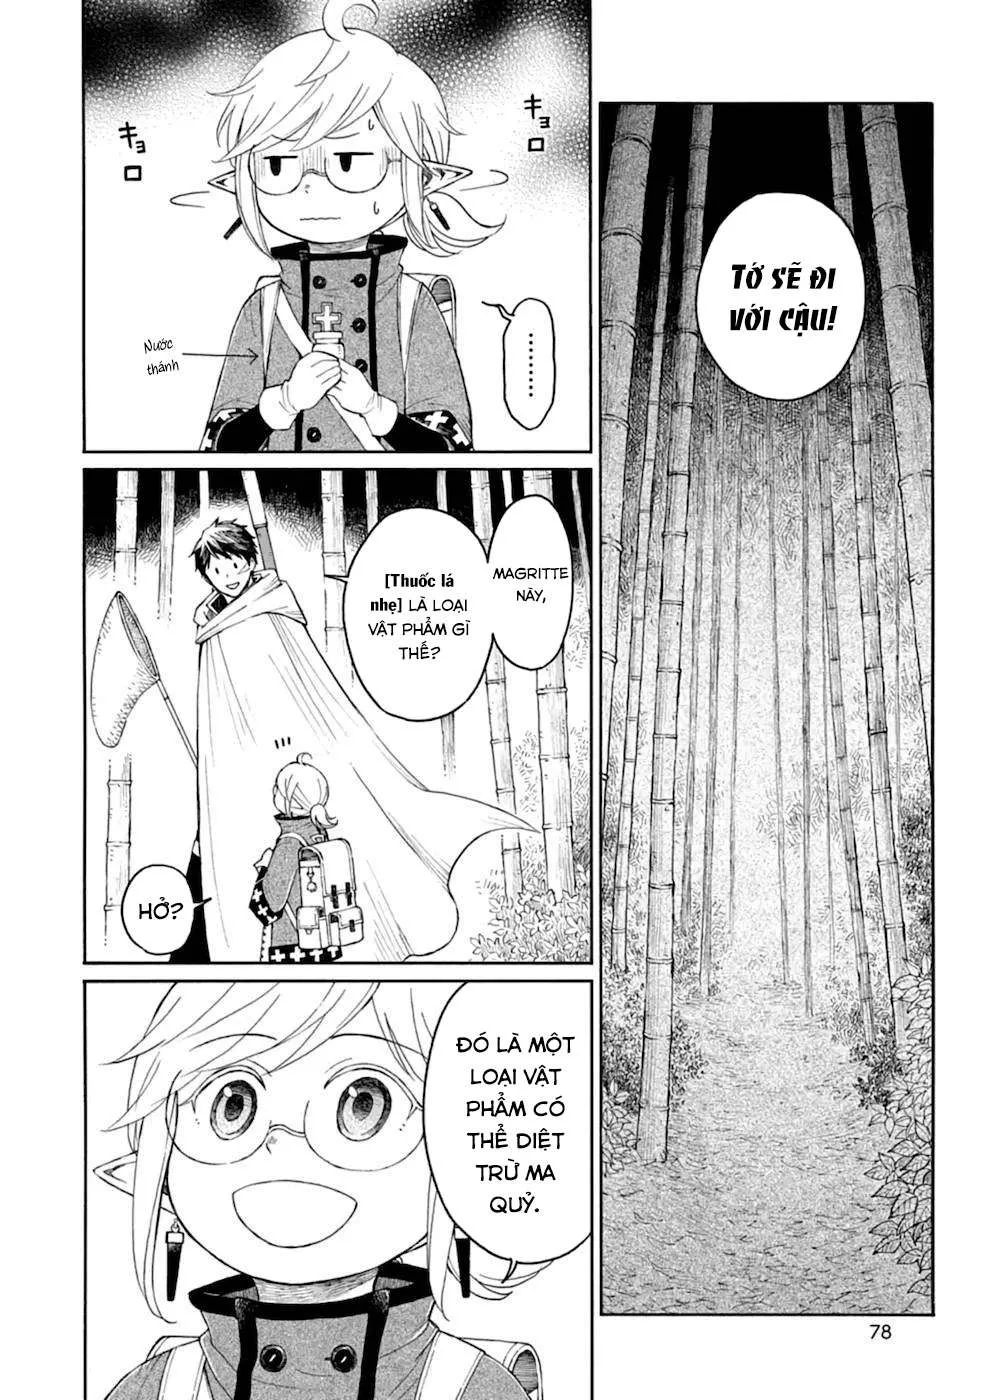 TỚ SẼ ĐI
VỚI CẬU!
キョロ
キョロ
Nước
thánh
.........
MAGRITTE
NÀY,
[Thuốc lá
nhẹ] LÀ LOẠI
VẬT PHẨM GÌ
THẾ?
HỞ?
ĐÓ LÀ MỘT
LOẠI VẬT
PHẨM CÓ
THỂ DIỆT
TRỪ MA
QUỶ.
78